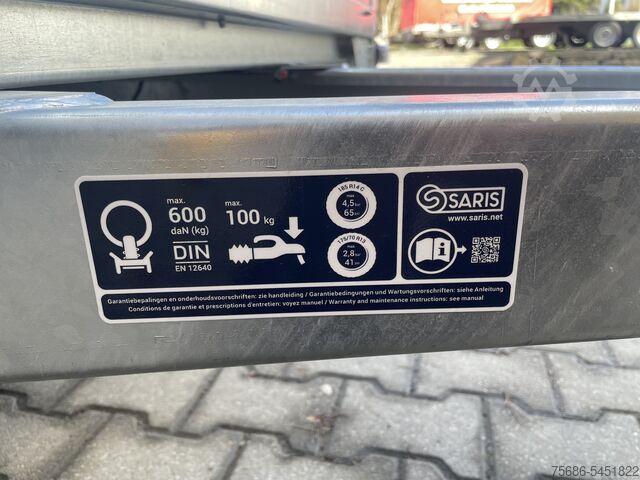 max.
600
daN (kg)
DIN
EN 12640
max.
100 kg
185 R14 C
max
4,5 bar
65 psi
175/70 R13
max
2,8 bar
41 psi
SARIS
www.saris.net
i
Garantiebepalingen en onderhoudsvoorschriften: zie handleiding / Garantiebedingungen und Wartungsvorschriften: siehe Anleitung
Conditions de garantie et prescriptions d'entretien: voyez manuel / Warranty and maintenance instructions: see manual
75686-5451822